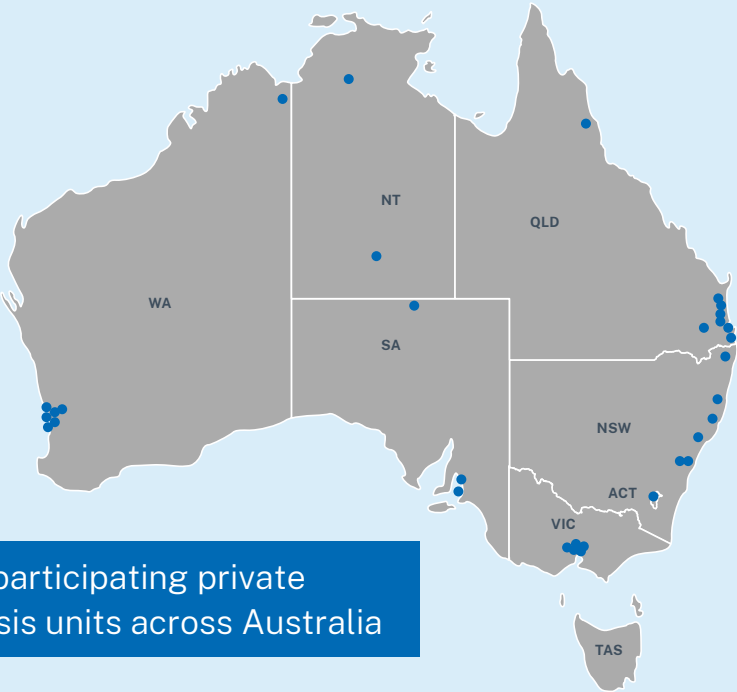 NT
QLD
WA
SA
NSW
ACT
VIC
TAS
participating private
sis units across Australia